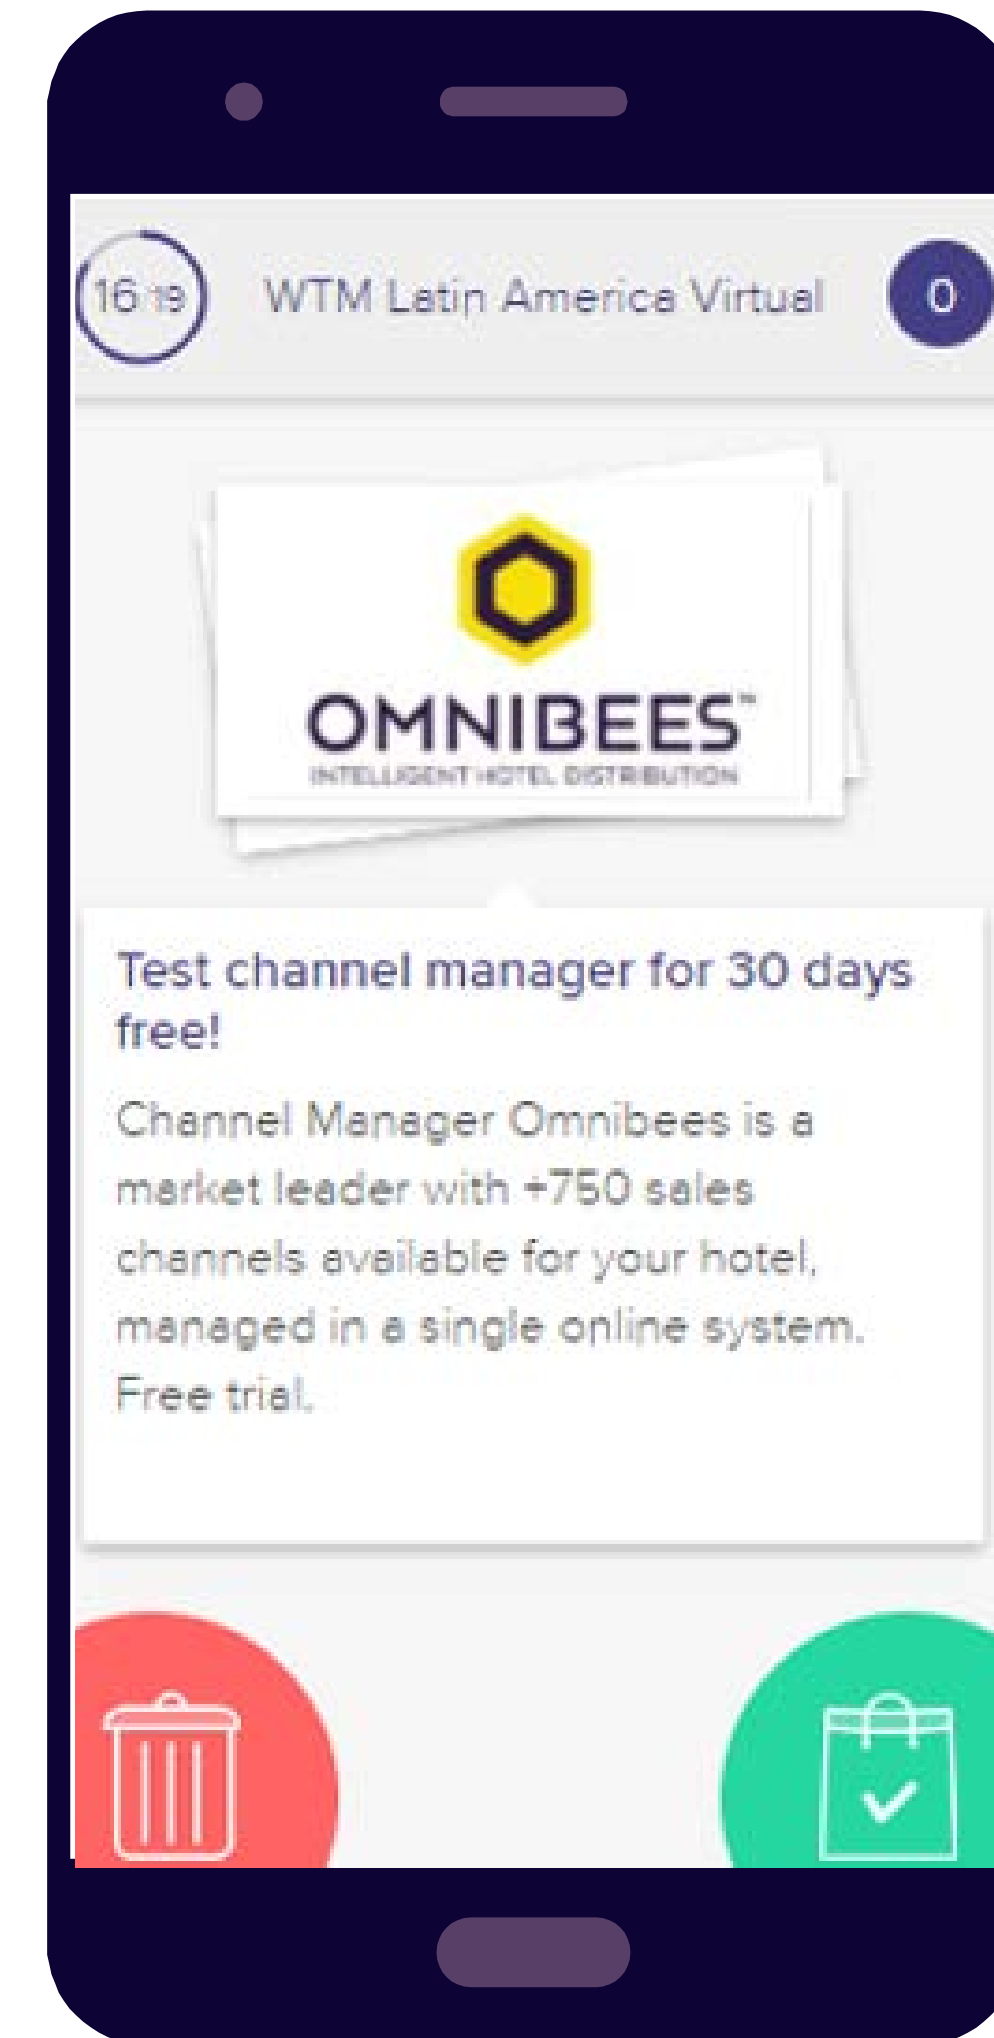 16:19
WTM Latin America Virtual
0
OMNIBEES™
INTELLIGENT HOTEL DISTRIBUTION
Test channel manager for 30 days
free!
Channel Manager Omnibees is a
market leader with +750 sales
channels available for your hotel,
managed in a single online system.
Free trial.